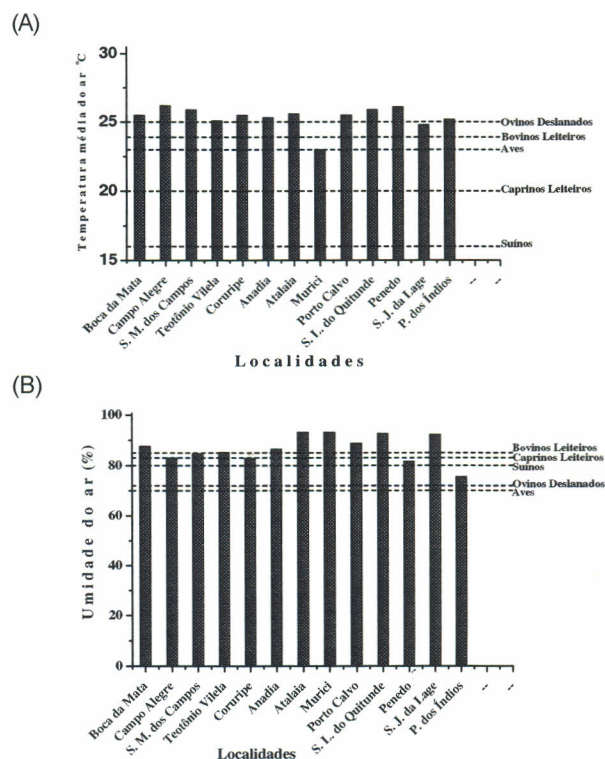 (A)
Temperatura média do ar °C
30
25
20
15
Ovinos Deslanados
Bovinos Leiteiros
Aves
Caprinos Leiteiros
Suínos
Boca da Mata
Campo Alegre
S. M. dos Campos
Teotônio Vilela
Coruripe
Anadia
Atalaia
Murici
Porto Calvo
S. L. do Quitunde
Penedo
S. J. da Lage
P. dos Índios
--
--
Localidades
(B)
Umidade do ar (%)
100
80
60
40
20
0
Bovinos Leiteiros
Caprinos Leiteiros
Suínos
Ovinos Deslanados
Aves
Boca da Mata
Campo Alegre
S. M. dos Campos
Teotônio Vilela
Coruripe
Anadia
Atalaia
Murici
Porto Calvo
S. L. do Quitunde
Penedo
S. J. da Lage
P. dos Índios
--
--
Localidades